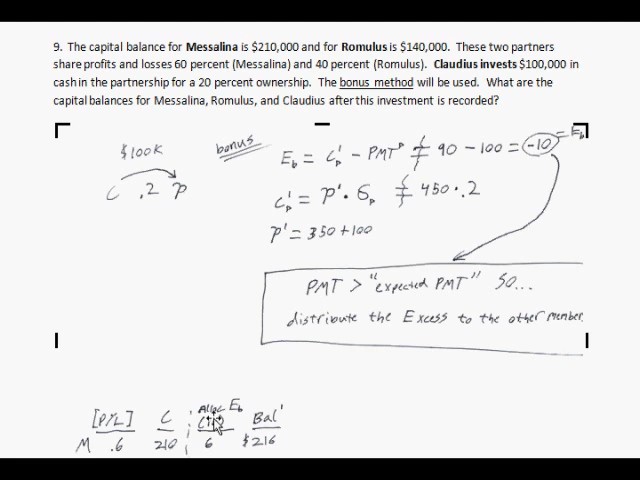 9. The capital balance for Messalina is $210,000 and for Romulus is $140,000. These two partners
share profits and losses 60 percent (Messalina) and 40 percent (Romulus). Claudius invests $100,000 in
cash in the partnership for a 20 percent ownership. The bonus method will be used. What are the
capital balances for Messalina, Romulus, and Claudius after this investment is recorded?
$100K
bonus
C .2 P
E_b = C'_p - PMT^p 90 - 100 = -10 = E_b
C'_p = P' · G_p 450 · .2
P' = 350 + 100
PMT > "expected PMT" So...
distribute the Excess to the other member
[P/L] C Alloc E_b Bal'
M .6 210 6 $216